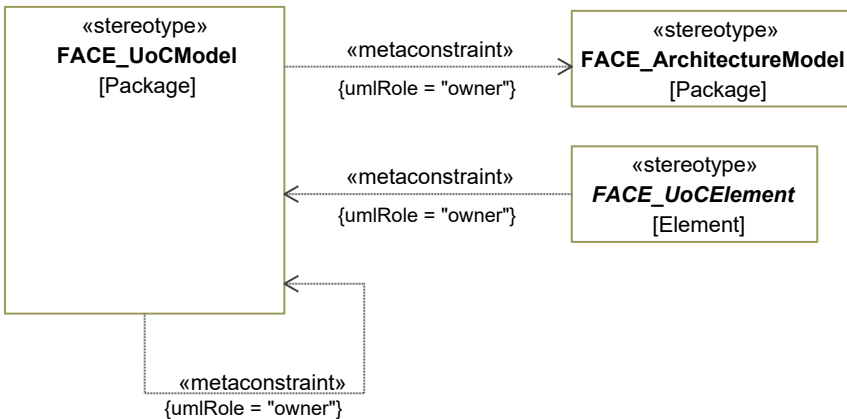 «stereotype»
FACE_UoCModel
[Package]
«metaconstraint»
{umlRole = "owner"}
«stereotype»
FACE_ArchitectureModel
[Package]
«metaconstraint»
{umlRole = "owner"}
«stereotype»
FACE_UoCElement
[Element]
«metaconstraint»
{umlRole = "owner"}